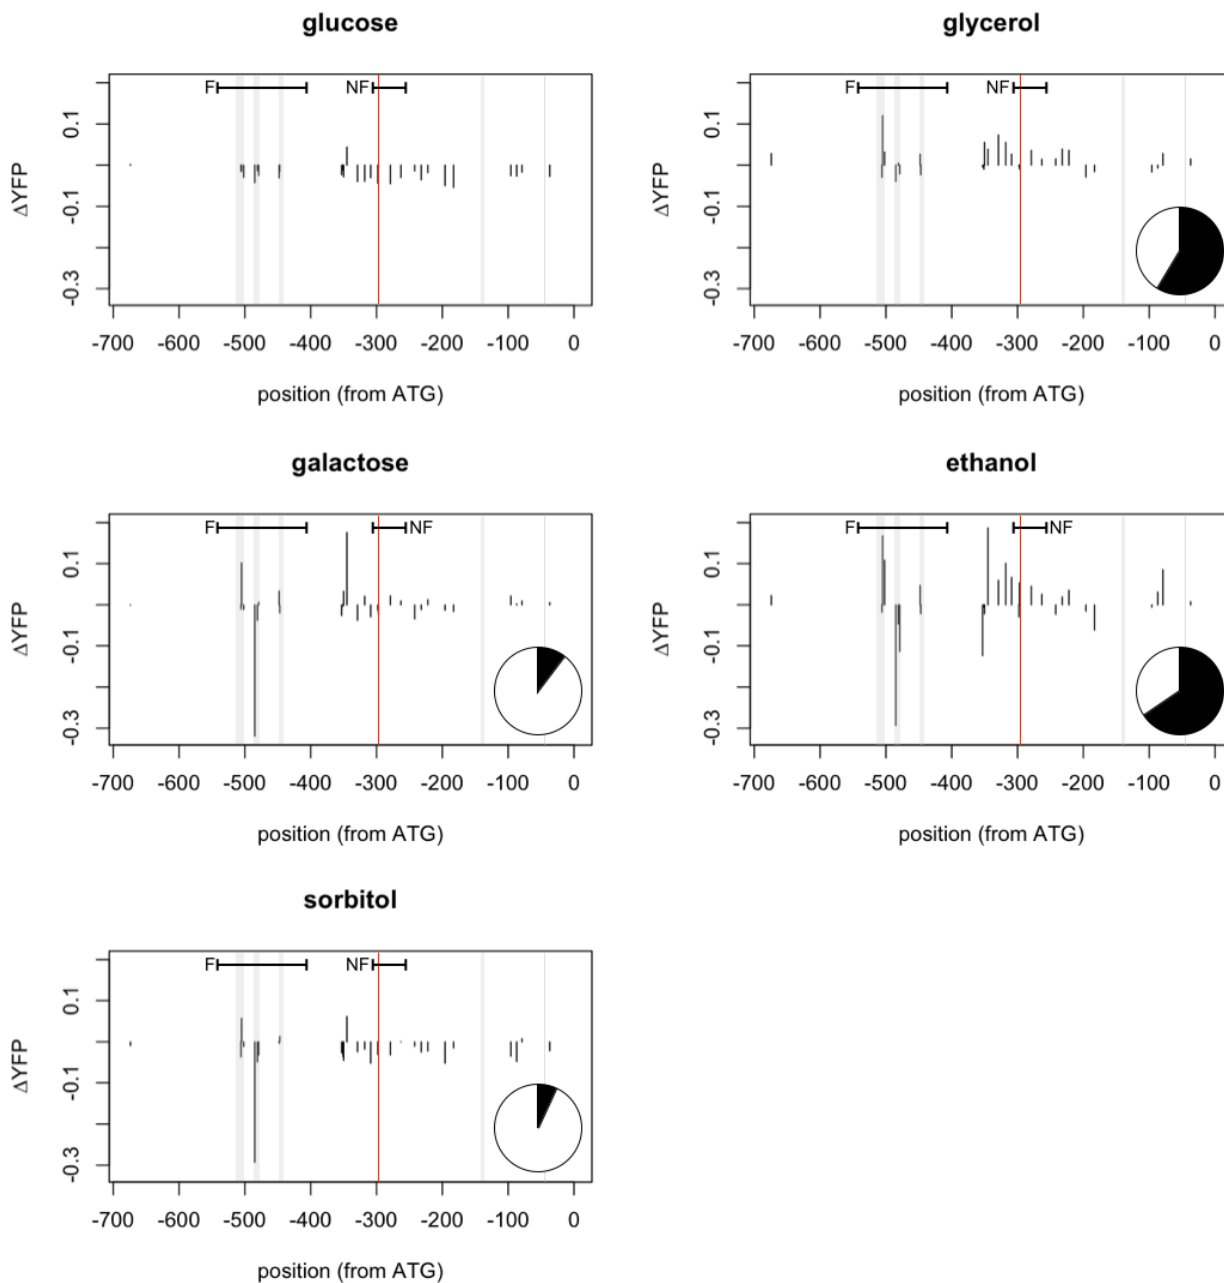 glucose
F
NF
0.1
-0.1
-0.3
ΔYFP
-700 -600 -500 -400 -300 -200 -100 0
position (from ATG)
glycerol
F
NF
0.1
-0.1
-0.3
ΔYFP
-700 -600 -500 -400 -300 -200 -100 0
position (from ATG)
galactose
F
NF
0.1
-0.1
-0.3
ΔYFP
-700 -600 -500 -400 -300 -200 -100 0
position (from ATG)
ethanol
F
NF
0.1
-0.1
-0.3
ΔYFP
-700 -600 -500 -400 -300 -200 -100 0
position (from ATG)
sorbitol
F
NF
0.1
-0.1
-0.3
ΔYFP
-700 -600 -500 -400 -300 -200 -100 0
position (from ATG)